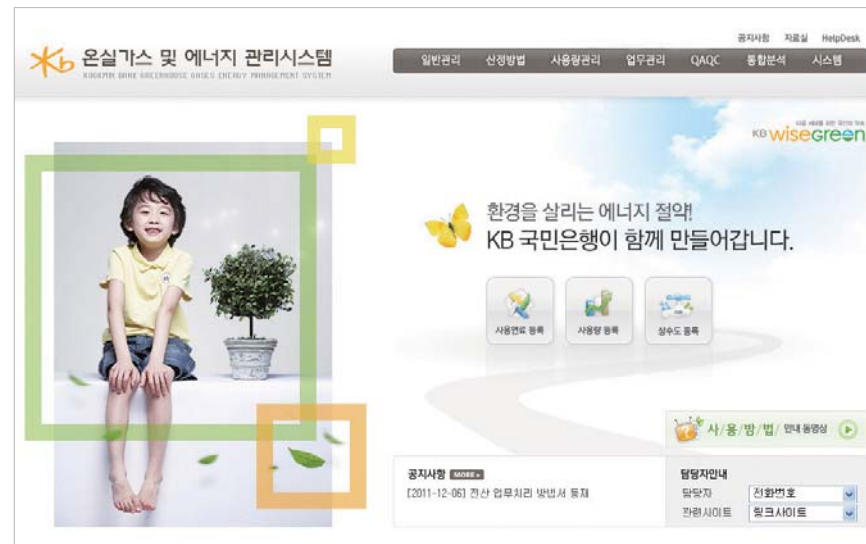 공지사항 자료실 HelpDesk
Kb 온실가스 및 에너지 관리시스템
KOOKMIN BANK GREENHOUSE GASES ENERGY MANAGEMENT SYSTEM
일반관리 산정방법 사용량관리 업무관리 QAQC 통합분석 시스템
KB wisegreen
환경을 살리는 에너지 절약!
KB 국민은행이 함께 만들어갑니다.
사용연료 등록 사용량 등록 상수도 등록
사/용/방/법/ 안내 동영상
공지사항 MORE
[2011-12-06] 전산 업무처리 방법서 등재
담당자안내
담당자 전화번호
관련사이트 링크사이트